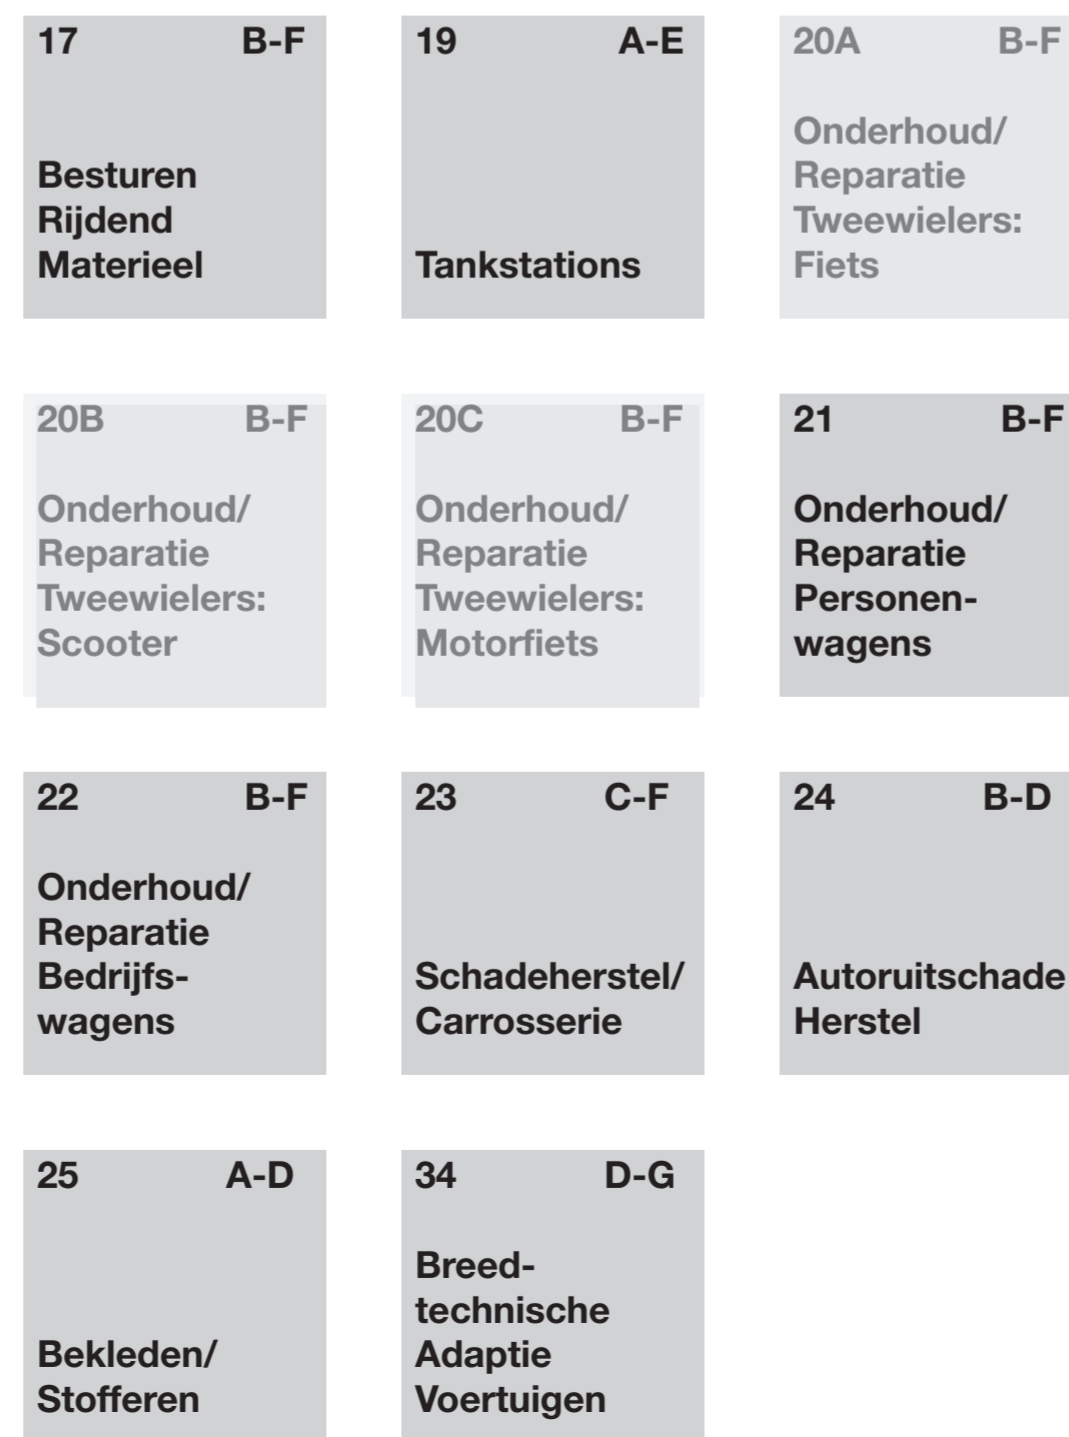 17 B-F
Besturen
Rijdend
Materieel
19 A-E
Tankstations
20A B-F
Onderhoud/
Reparatie
Tweewielers:
Fiets
20B B-F
Onderhoud/
Reparatie
Tweewielers:
Scooter
20C B-F
Onderhoud/
Reparatie
Tweewielers:
Motorfiets
21 B-F
Onderhoud/
Reparatie
Personen-
wagens
22 B-F
Onderhoud/
Reparatie
Bedrijfs-
wagens
23 C-F
Schadeherstel/
Carrosserie
24 B-D
Autoruitschade
Herstel
25 A-D
Bekleden/
Stofferen
34 D-G
Breed-
technische
Adaptie
Voertuigen